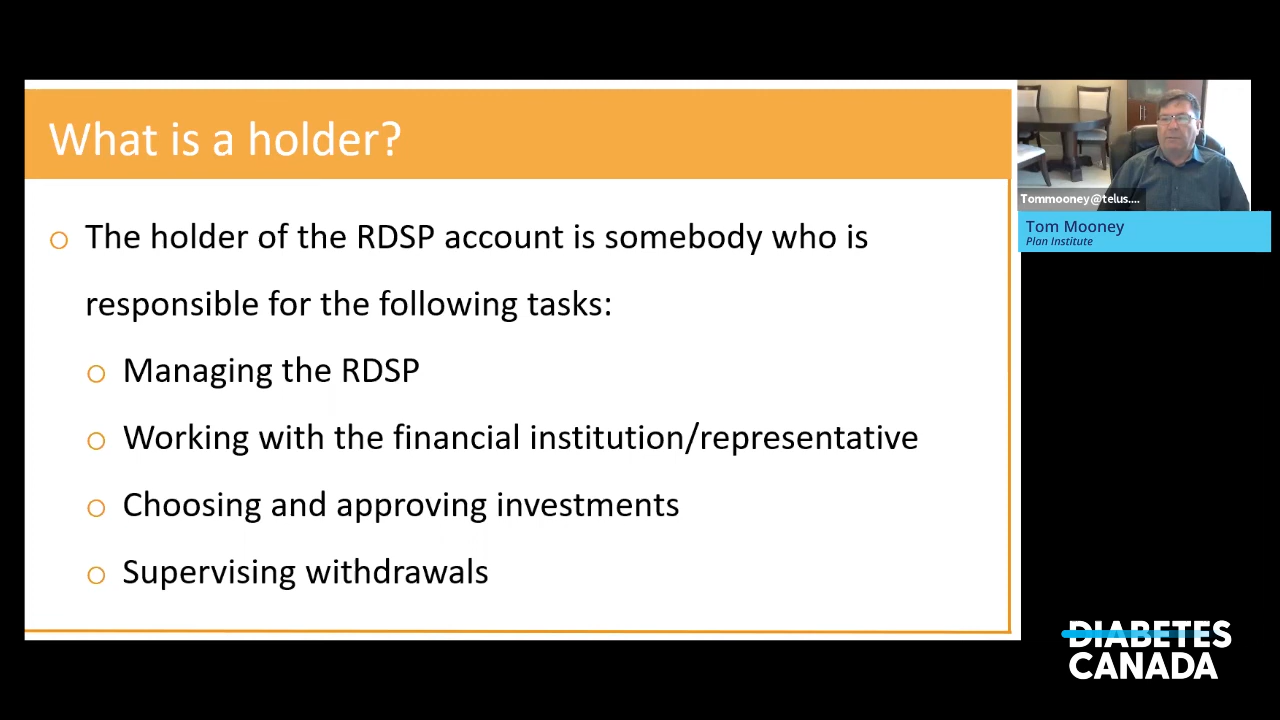 What is a holder?
o The holder of the RDSP account is somebody who is
responsible for the following tasks:
o Managing the RDSP
o Working with the financial institution/representative
o Choosing and approving investments
o Supervising withdrawals
Tommooney@telus....
Tom Mooney
Plan Institute
DIABETES
CANADA